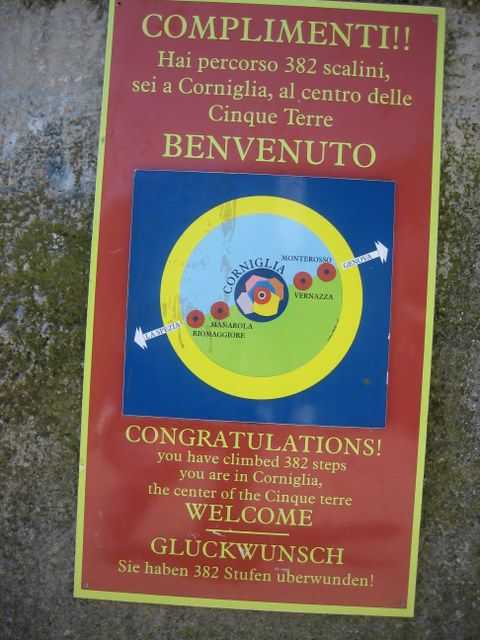 COMPLIMENTI!!
Hai percorso 382 scalini,
sei a Corniglia, al centro delle
Cinque Terre
BENVENUTO
CORNIGLIA
MONTEROSSO
GENOVA
VERNAZZA
LA SPEZIA
MANAROLA
RIOMAGGIORE
CONGRATULATIONS!
you have climbed 382 steps
you are in Corniglia,
the center of the Cinque terre
WELCOME
GLUCKWUNSCH
Sie haben 382 Stufen uberwunden!